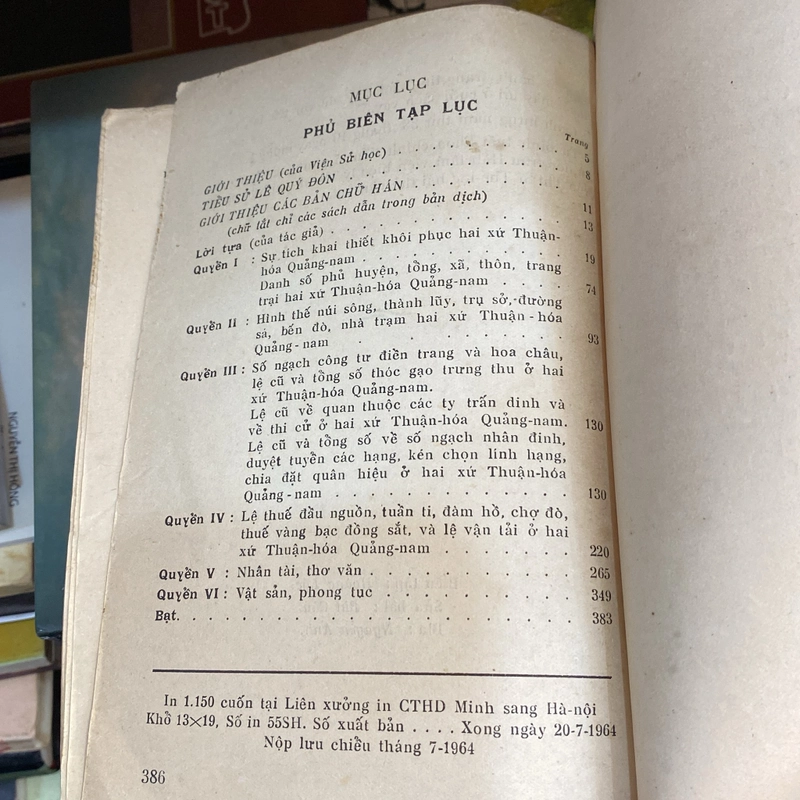 MỤC LỤC
PHỦ BIÊN TẠP LỤC
Trang
GIỚI THIỆU (của Viện Sử học) . . . . . . . . . . . 5
TIỂU SỬ LÊ QUÝ ĐÔN . . . . . . . . . . . 8
GIỚI THIỆU CÁC BẢN CHỮ HÁN . . . . . . . . .
(chữ lắt chỉ các sách dẫn trong bản dịch) 11
Lời tựa (của tác giả) . . . . . . . . . . . . 13
Quyển I : Sự tích khai thiết khôi phục hai xứ Thuận-
hóa Quảng-nam . . . . . . . . . . . 19
Danh số phủ huyện, tổng, xã, thôn, trang
trại hai xứ Thuận-hóa Quảng-nam . . . . 74
Quyển II : Hình thế núi sông, thành lũy, trụ sở, đường
sá, bến đò, nhà trạm hai xứ Thuận-hóa
Quảng-nam . . . . . . . . . . . 93
Quyển III : Số ngạch công tư điền trang và hoa châu,
lệ cũ và tổng số thóc gạo trưng thu ở hai
xứ Thuận-hóa Quảng-nam.
Lệ cũ về quan thuộc các ty trấn dinh và
về thi cử ở hai xứ Thuận-hóa Quảng-nam. 130
Lệ cũ và tổng số về số ngạch nhân đinh,
duyệt tuyển các hạng, kén chọn lính hạng,
chia đặt quân hiệu ở hai xứ Thuận-hóa
Quảng-nam . . . . . . . . . . . . 130
Quyển IV : Lệ thuế đầu nguồn, tuần ti, đầm hồ, chợ đò,
thuế vàng bạc đồng sắt, và lệ vận tải ở hai
xứ Thuận-hóa Quảng-nam . . . . . . . 220
Quyển V : Nhân tài, thơ văn . . . . . . . . . . . 265
Quyển VI : Vật sản, phong tục . . . . . . . . . . 349
Bạt. . . . . . . . . . . . . . . . . . . . 383
In 1.150 cuốn tại Liên xưởng in CTHD Minh sang Hà-nội
Khổ 13×19, Số in 55SH. Số xuất bản . . . . Xong ngày 20-7-1964
Nộp lưu chiểu tháng 7-1964
386
NGUYỄN THỊ HỒNG